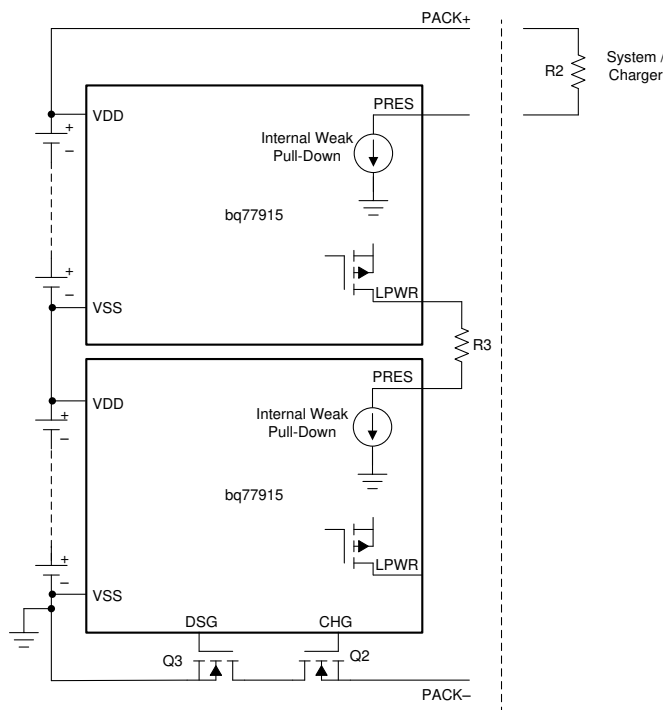 PACK+
R2
System /
Charger
VDD
PRES
+
–
Internal Weak
Pull-Down
bq77915
+
–
LPWR
VSS
R3
PRES
VDD
+
–
Internal Weak
Pull-Down
bq77915
+
–
LPWR
VSS
DSG
CHG
Q3
Q2
PACK–